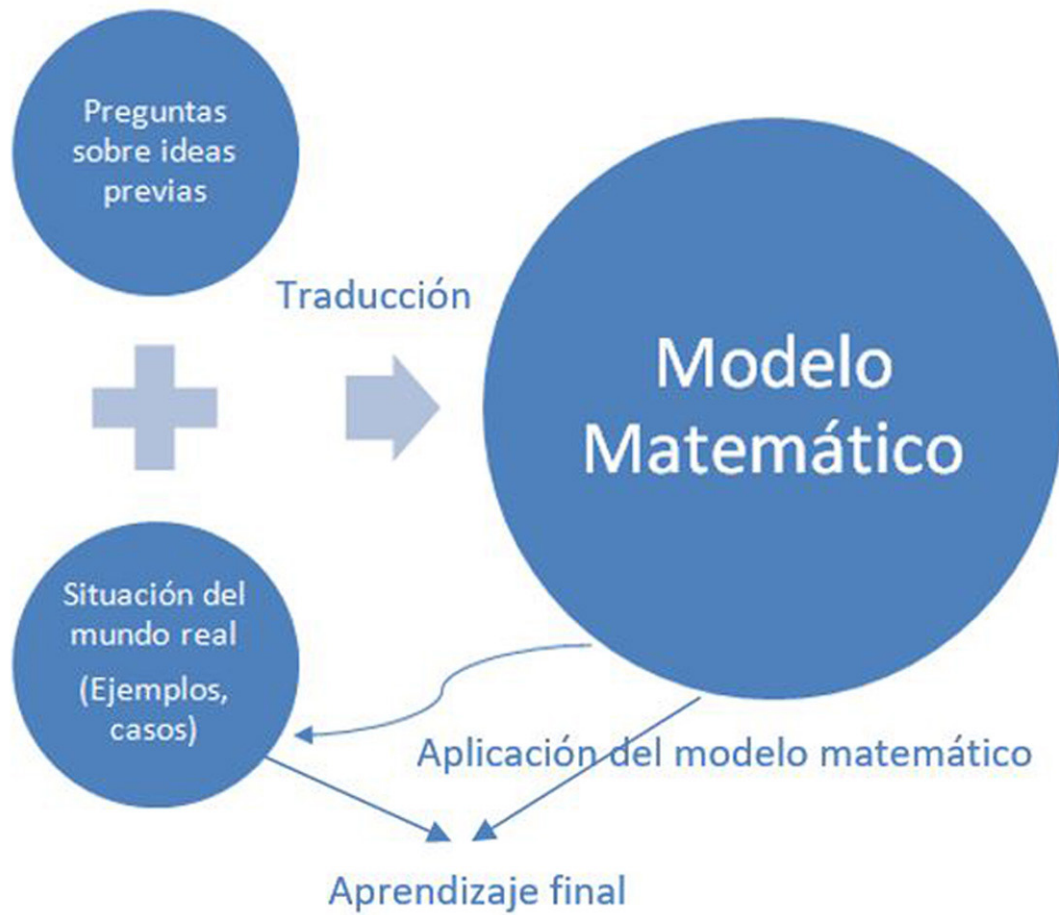 Preguntas
sobre ideas
previas
Traducción
Modelo
Matemático
Situación del
mundo real
(Ejemplos,
casos)
Aplicación del modelo matemático
Aprendizaje final